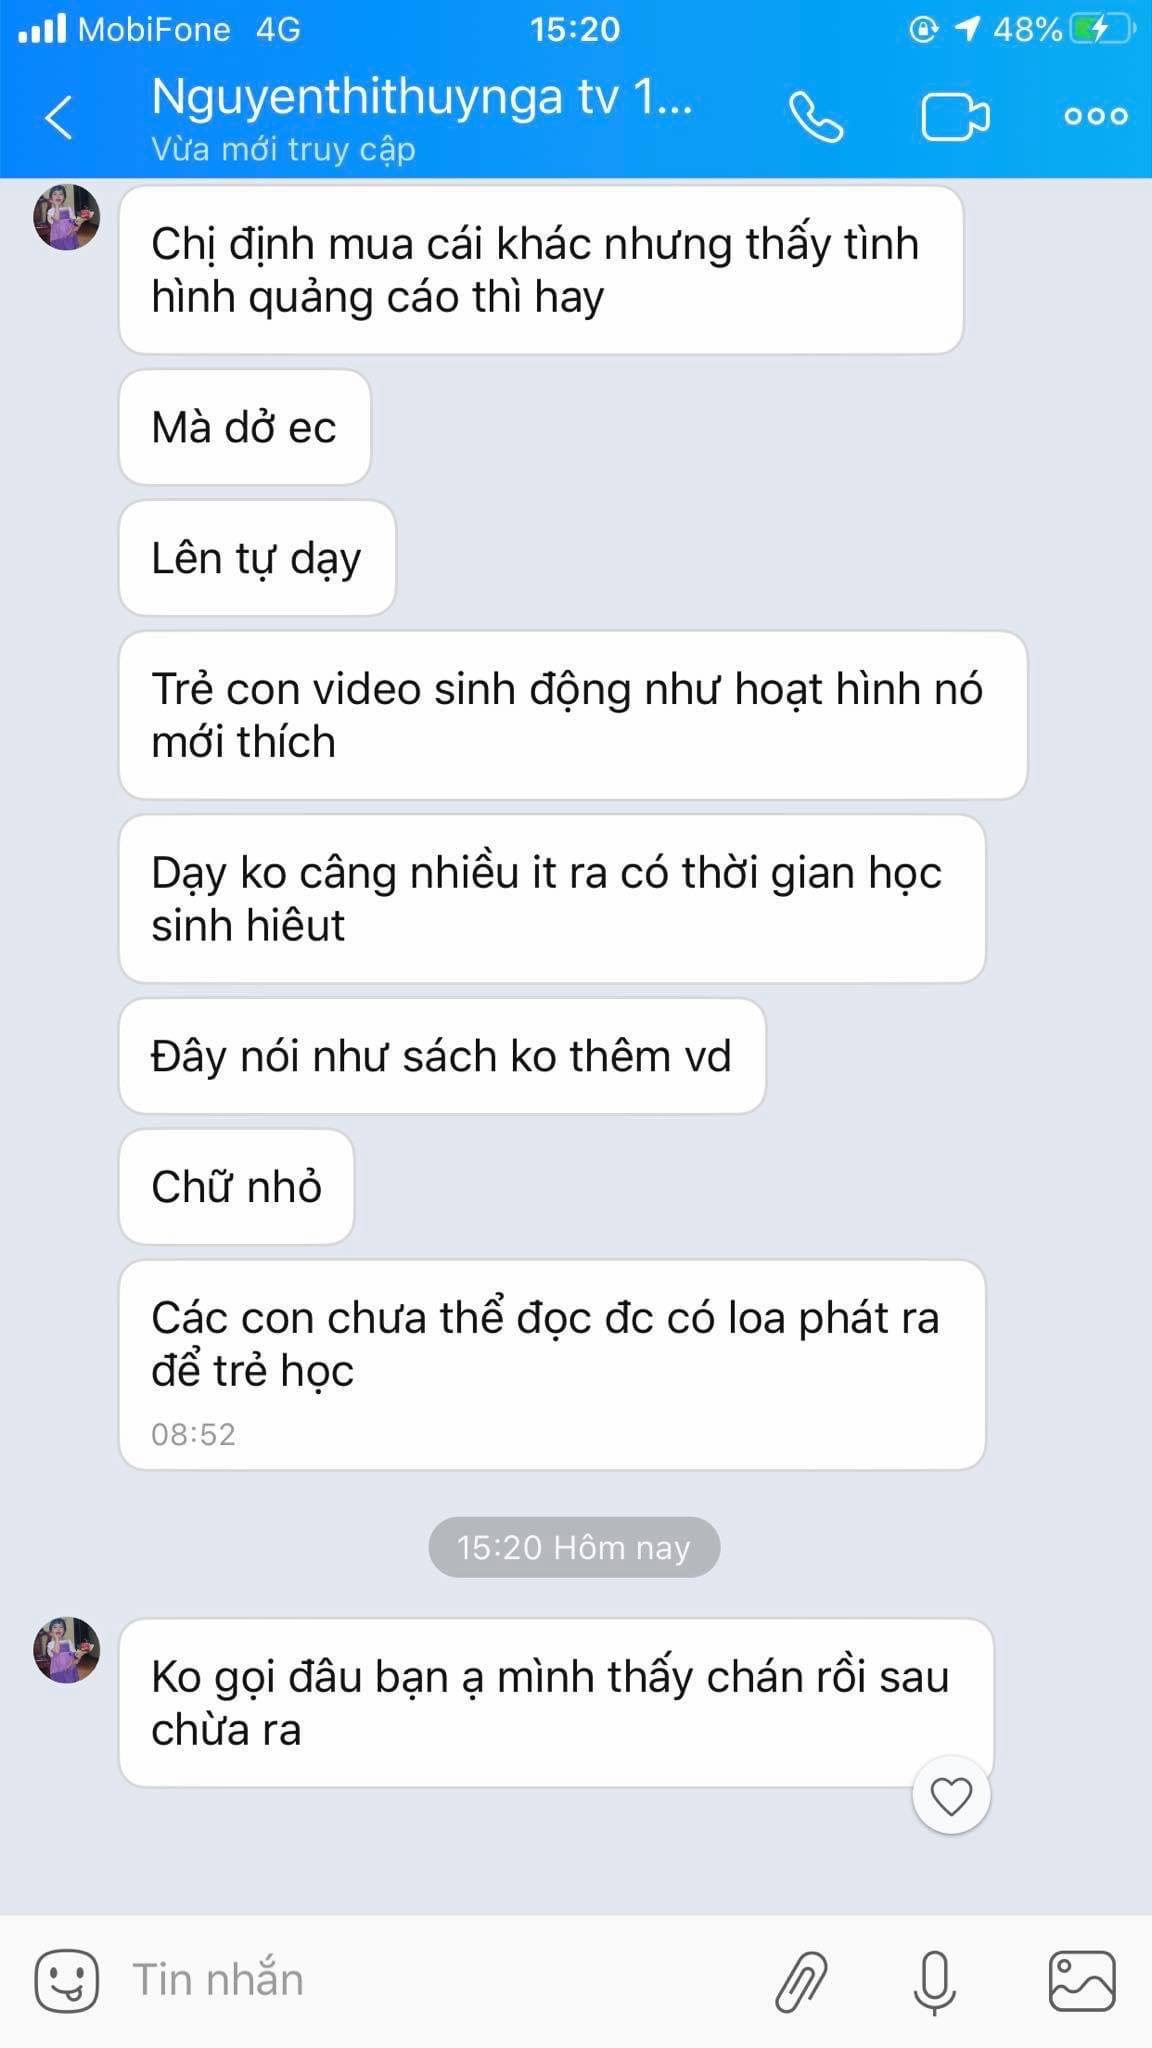 MobiFone 4G 15:20 48%
Nguyenthithuynga tv 1...
Vừa mới truy cập
Chị định mua cái khác nhưng thấy tình
hình quảng cáo thì hay
Mà dở ec
Lên tự dạy
Trẻ con video sinh động như hoạt hình nó
mới thích
Dạy ko câng nhiều it ra có thời gian học
sinh hiêut
Đây nói như sách ko thêm vd
Chữ nhỏ
Các con chưa thể đọc đc có loa phát ra
để trẻ học
08:52
15:20 Hôm nay
Ko gọi đâu bạn ạ mình thấy chán rồi sau
chừa ra
Tin nhắn